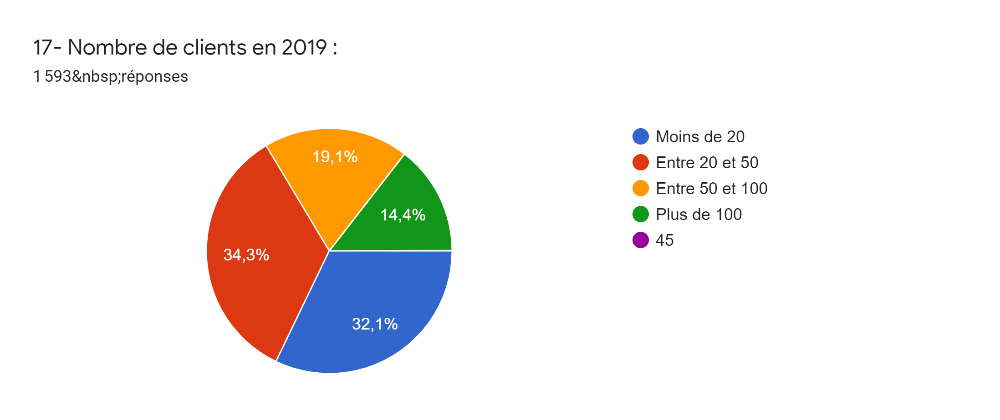 17- Nombre de clients en 2019 :
1 593&nbsp;réponses
19,1%
14,4%
34,3%
32,1%
Moins de 20
Entre 20 et 50
Entre 50 et 100
Plus de 100
45